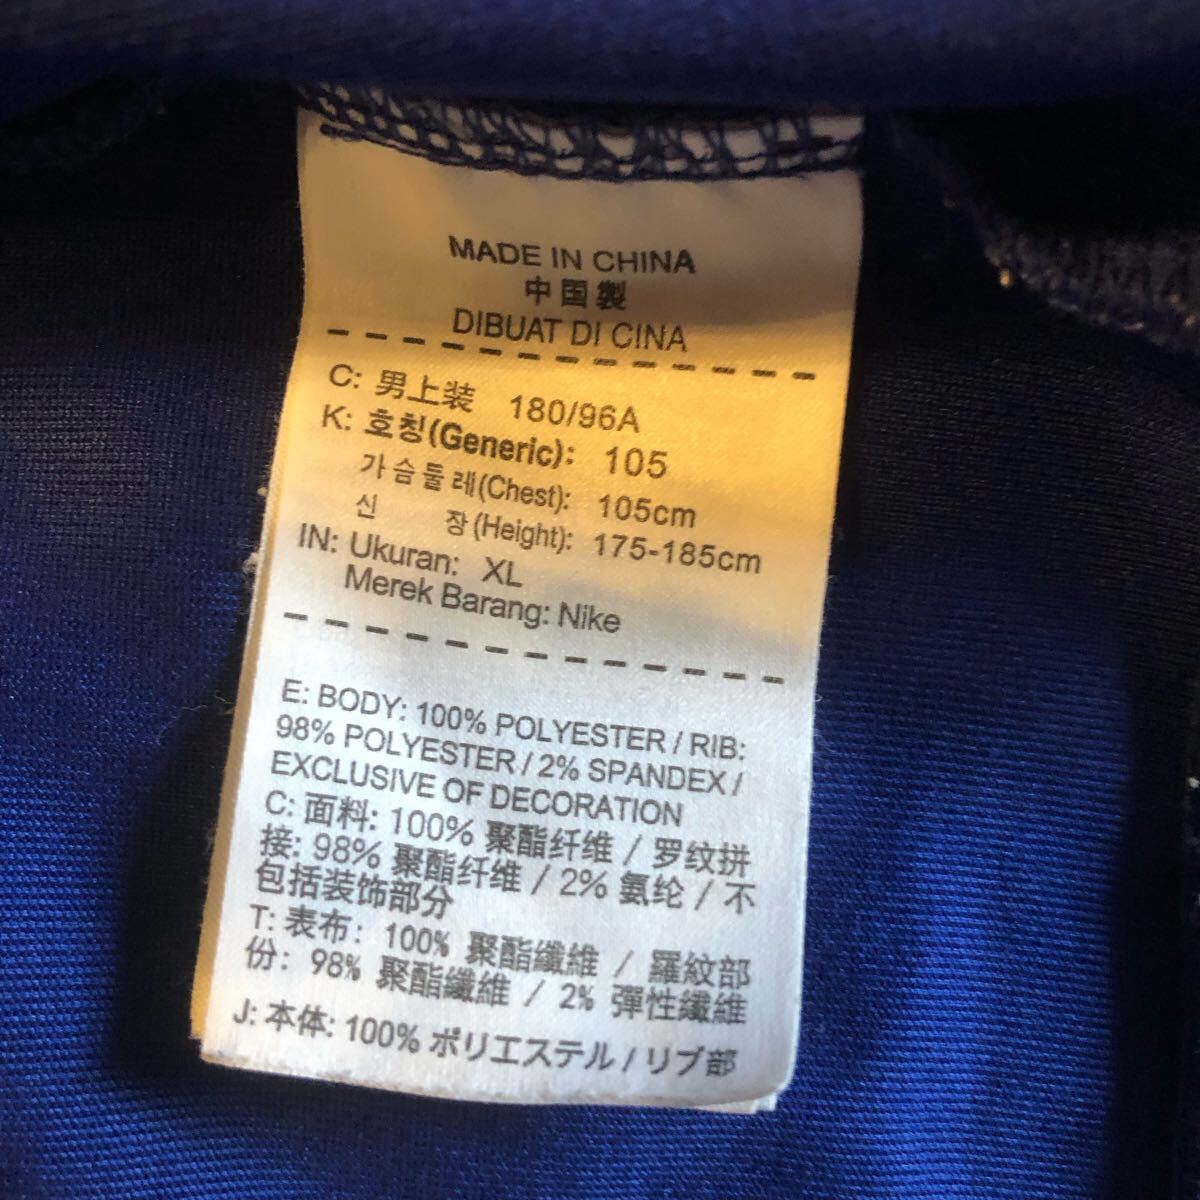 MADE IN CHINA
中国製
DIBUAT DI CINA
C: 男上装 180/96A
K: 호칭(Generic): 105
가슴둘레(Chest): 105cm
신 장(Height): 175-185cm
IN: Ukuran: XL
Merek Barang: Nike
E: BODY: 100% POLYESTER / RIB:
98% POLYESTER / 2% SPANDEX /
EXCLUSIVE OF DECORATION
C: 面料: 100% 聚酯纤维 / 罗纹拼
接: 98% 聚酯纤维 / 2% 氨纶 / 不
包括装饰部分
T: 表布: 100% 聚酯纖維 / 羅紋部
份: 98% 聚酯纖維 / 2% 彈性纖維
J: 本体: 100% ポリエステル / リブ部